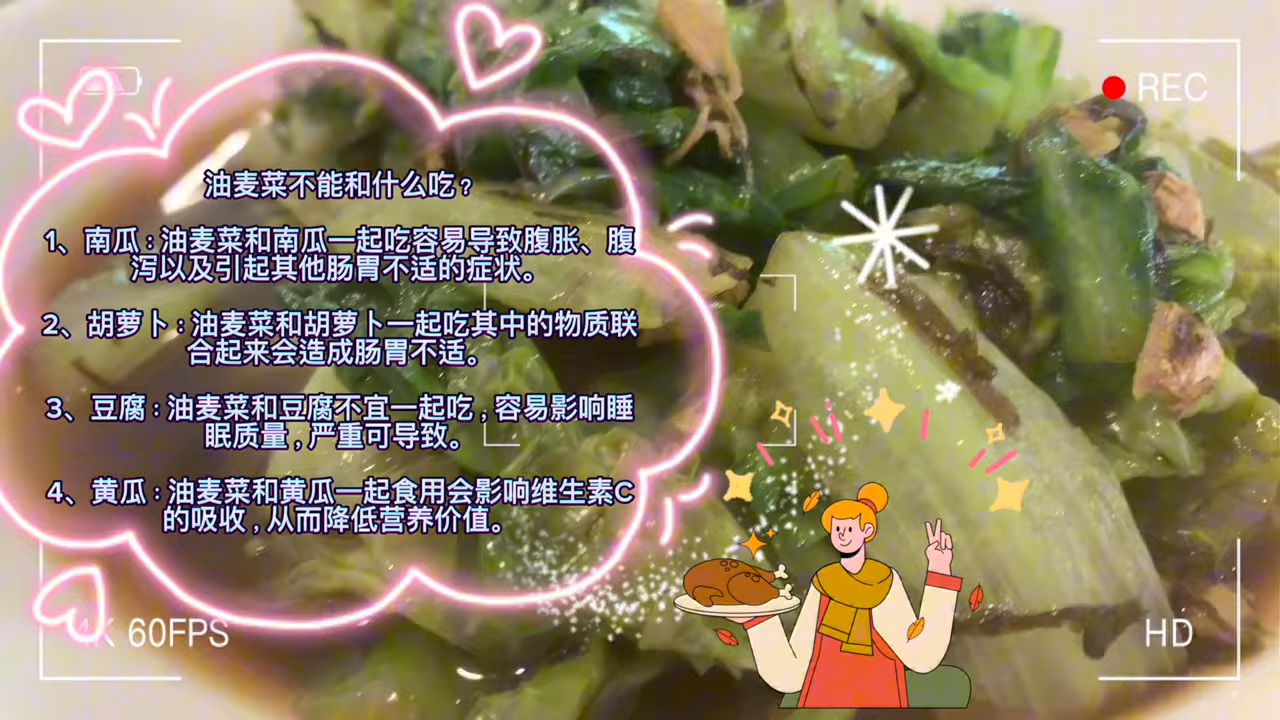 REC
油麦菜不能和什么吃?
1、南瓜:油麦菜和南瓜一起吃容易导致腹胀、腹
泻以及引起其他肠胃不适的症状。
2、胡萝卜:油麦菜和胡萝卜一起吃其中的物质联
合起来会造成肠胃不适。
3、豆腐:油麦菜和豆腐不宜一起吃,容易影响睡
眠质量,严重可导致。
4、黄瓜:油麦菜和黄瓜一起食用会影响维生素C
的吸收,从而降低营养价值。
4K 60FPS
HD